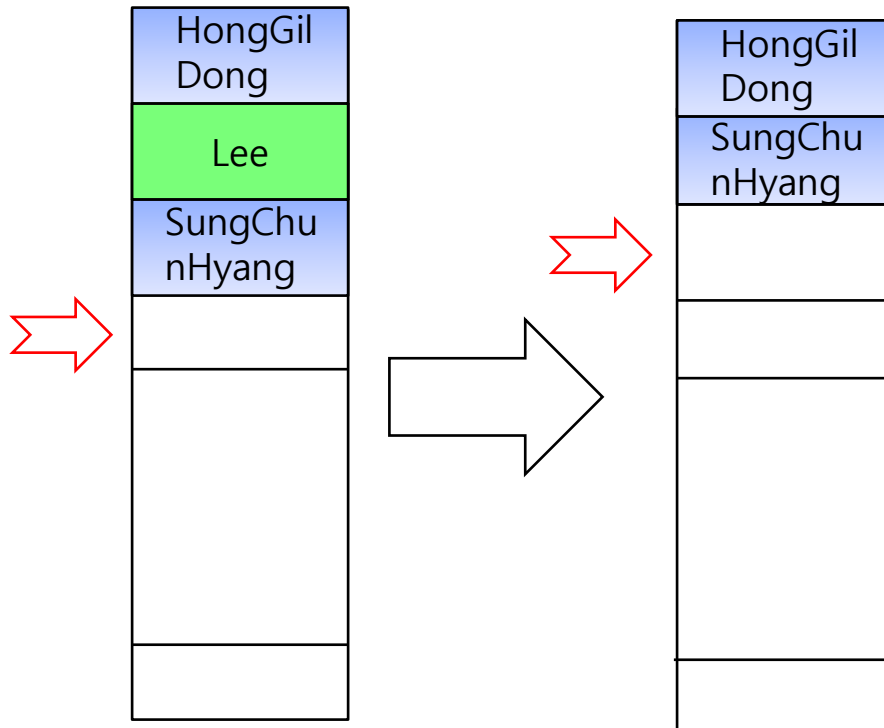 HongGil
Dong
Lee
SungChu
nHyang
HongGil
Dong
SungChu
nHyang